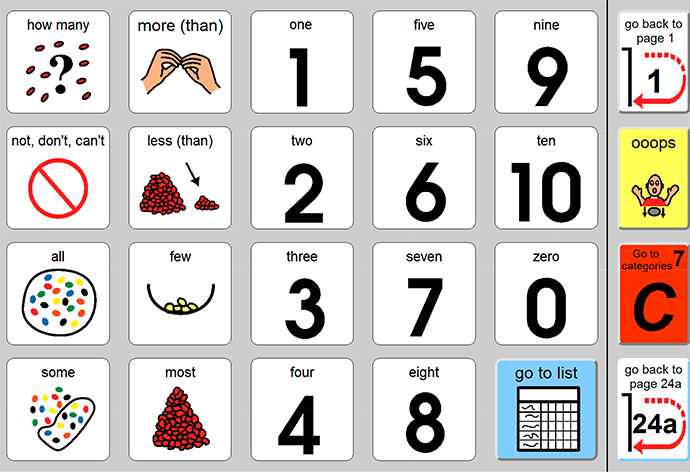 how many
?
more (than)
one
1
five
5
nine
9
go back to
page 1
1
not, don't, can't
less (than)
two
2
six
6
ten
10
ooops
all
few
three
3
seven
7
zero
0
Go to
categories 7
C
some
most
four
4
eight
8
go to list
go back to
page 24a
24a